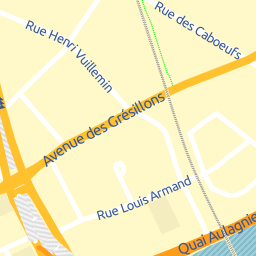 Rue des Caboeufs
Rue Henri Vuillemin
Avenue des Grésillons
Rue Louis Armand
Quai Aulagnie